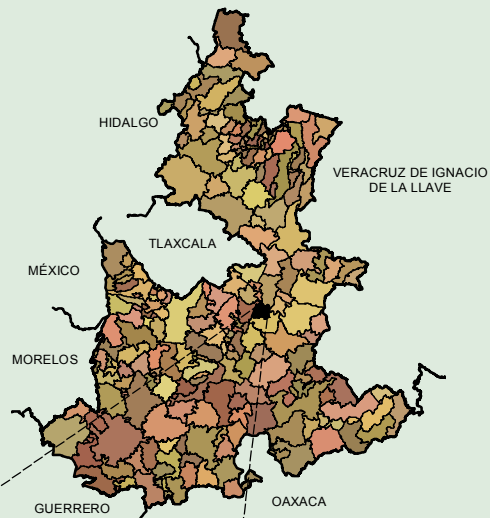 HIDALGO
VERACRUZ DE IGNACIO
DE LA LLAVE
TLAXCALA
MÉXICO
MORELOS
GUERRERO
OAXACA